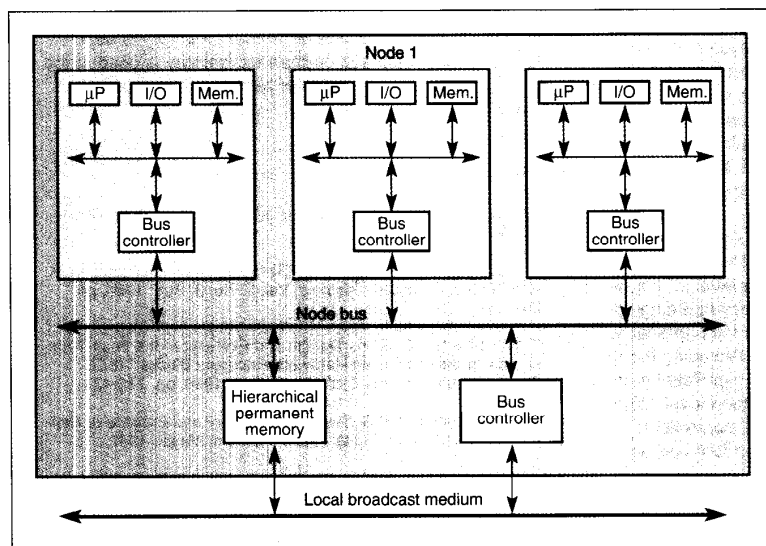 Node 1
µP I/O Mem.
µP I/O Mem.
µP I/O Mem.
Bus
controller
Bus
controller
Bus
controller
Node bus
Hierarchical
permanent
memory
Bus
controller
Local broadcast medium